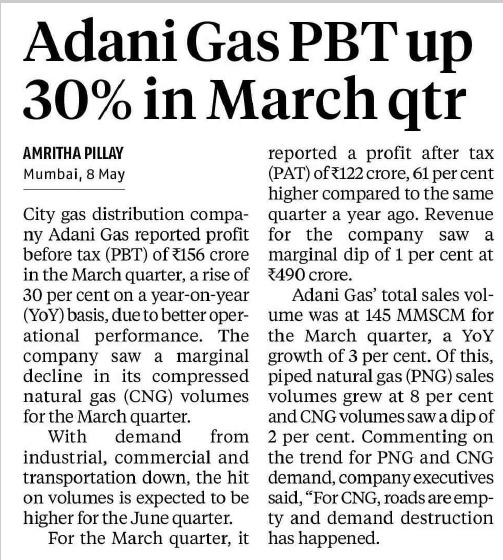 Adani Gas PBT up
30% in March qtr
AMRITHA PILLAY
Mumbai, 8 May
City gas distribution compa-
ny Adani Gas reported profit
before tax (PBT) of ₹156 crore
in the March quarter, a rise of
30 per cent on a year-on-year
(YoY) basis, due to better oper-
ational performance. The
company saw a marginal
decline in its compressed
natural gas (CNG) volumes
for the March quarter.
With demand from
industrial, commercial and
transportation down, the hit
on volumes is expected to be
higher for the June quarter.
For the March quarter, it
reported a profit after tax
(PAT) of ₹122 crore, 61 per cent
higher compared to the same
quarter a year ago. Revenue
for the company saw a
marginal dip of 1 per cent at
₹490 crore.
Adani Gas’ total sales vol-
ume was at 145 MMSCM for
the March quarter, a YoY
growth of 3 per cent. Of this,
piped natural gas (PNG) sales
volumes grew at 8 per cent
and CNG volumes saw a dip of
2 per cent. Commenting on
the trend for PNG and CNG
demand, company executives
said, “For CNG, roads are emp-
ty and demand destruction
has happened.